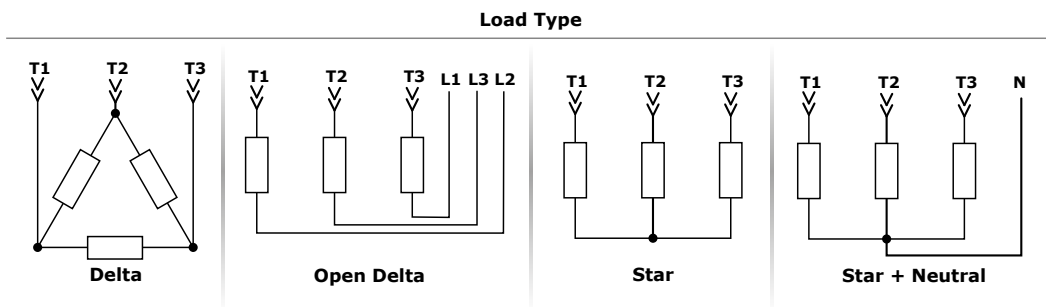 Load Type
T1 T2 T3
Delta
T1 T2 T3 L1 L3 L2
Open Delta
T1 T2 T3
Star
T1 T2 T3 N
Star + Neutral